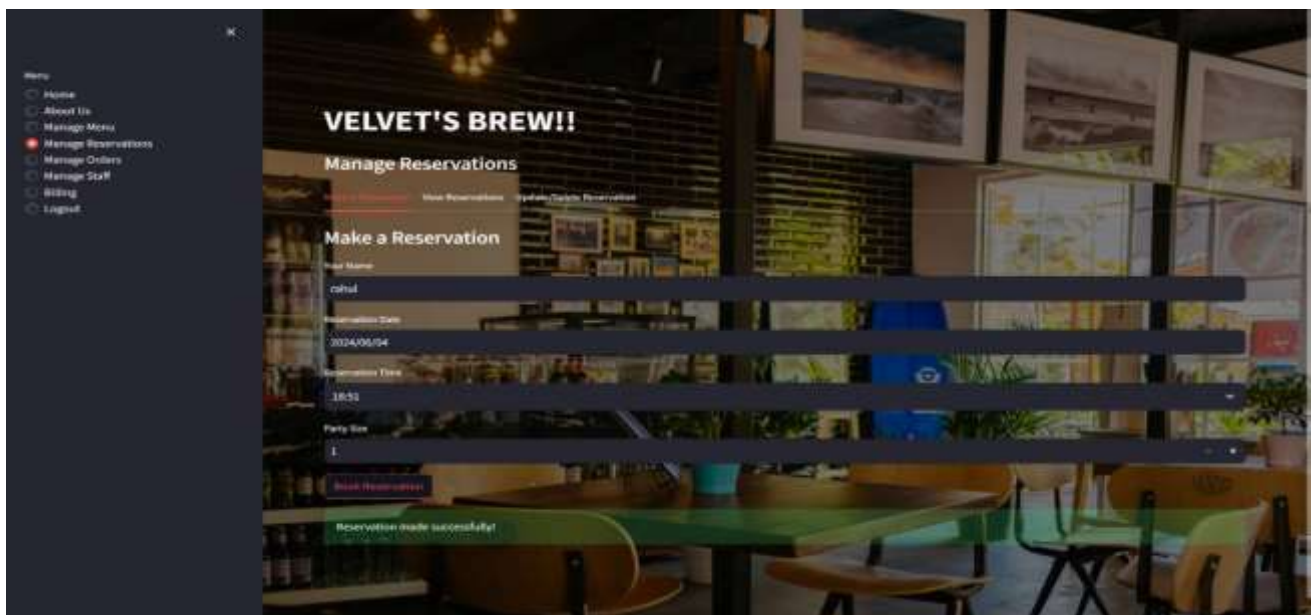 Menu
Home
About Us
Manage Menu
Manage Reservations
Manage Orders
Manage Staff
Billing
Logout
VELVET'S BREW!!
Manage Reservations
View Reservations Update/Delete Reservation
Make a Reservation
Your Name
rahul
Reservation Date
2024/06/04
Reservation Time
18:51
Party Size
1
Book Reservation
Reservation made successfully!